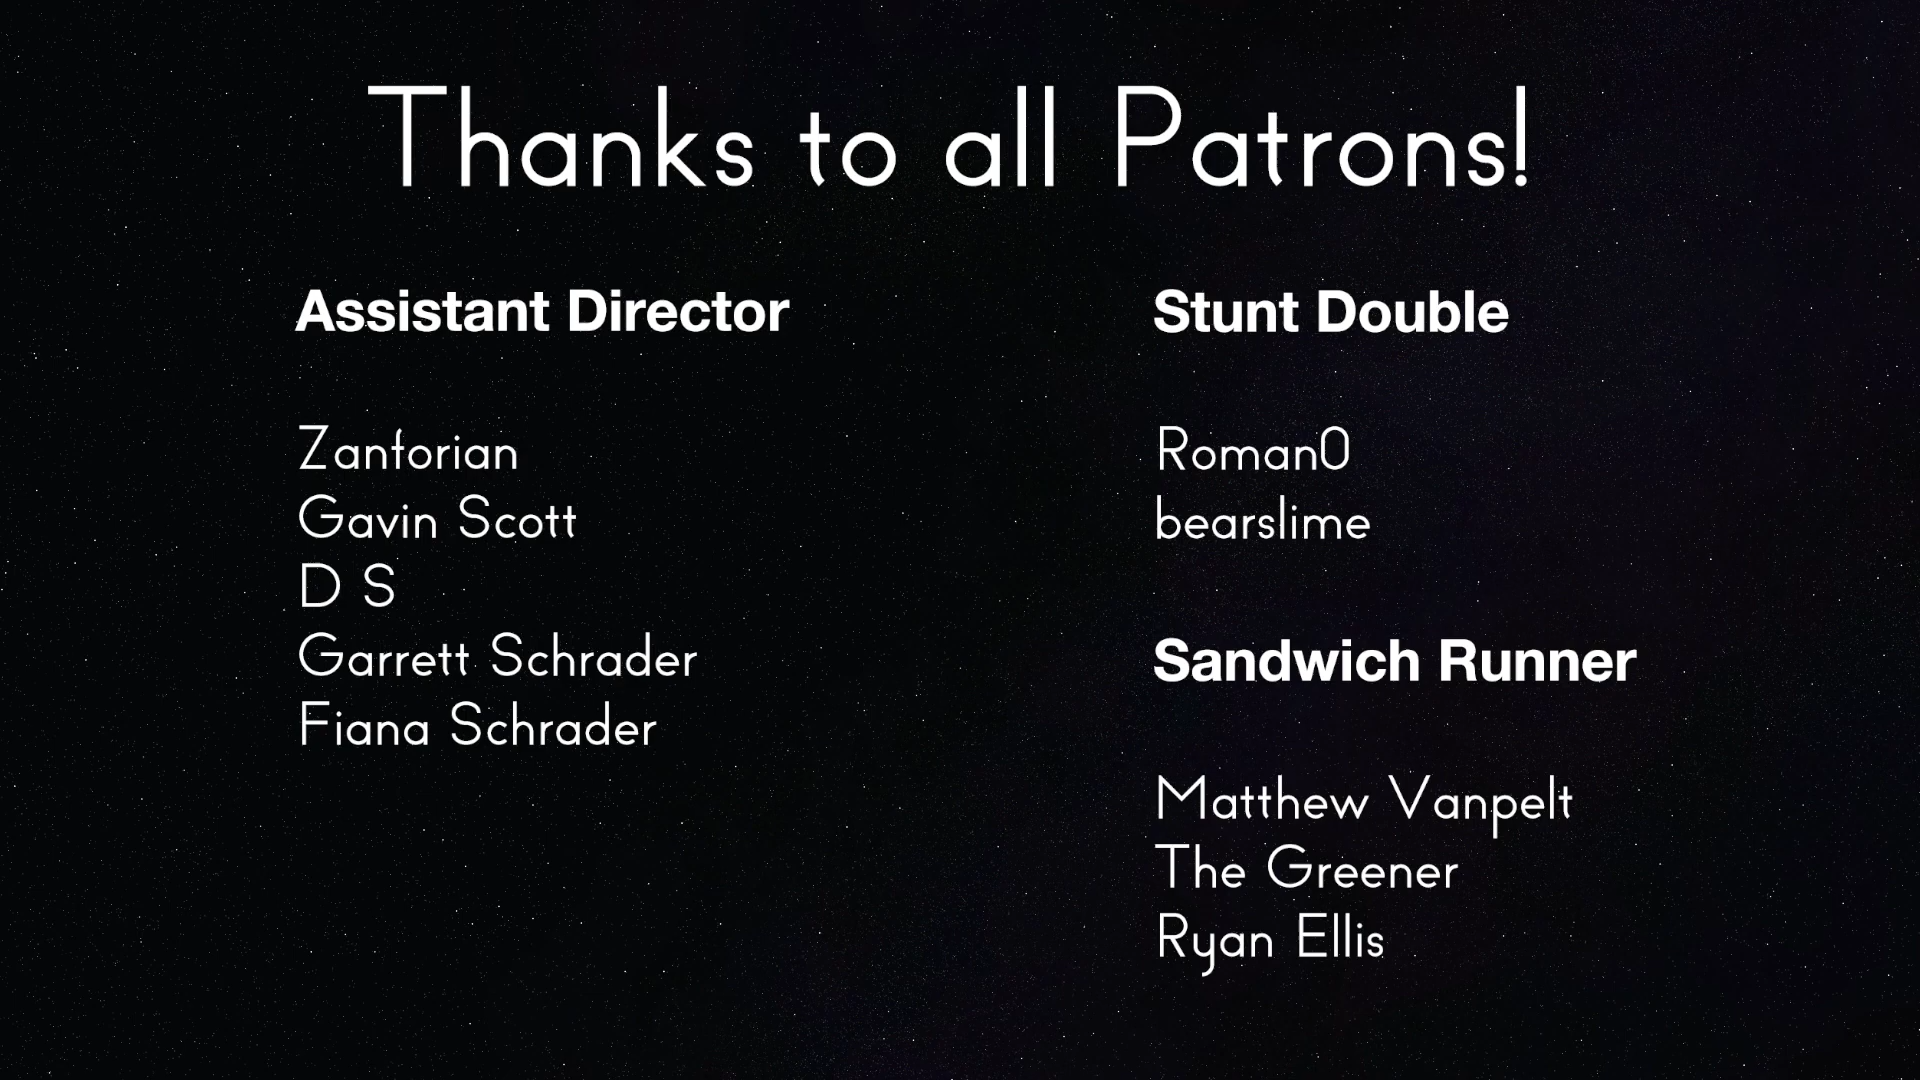 Thanks to all Patrons!
Assistant Director
Zanforian
Gavin Scott
D S
Garrett Schrader
Fiana Schrader
Stunt Double
Roman0
bearslime
Sandwich Runner
Matthew Vanpelt
The Greener
Ryan Ellis